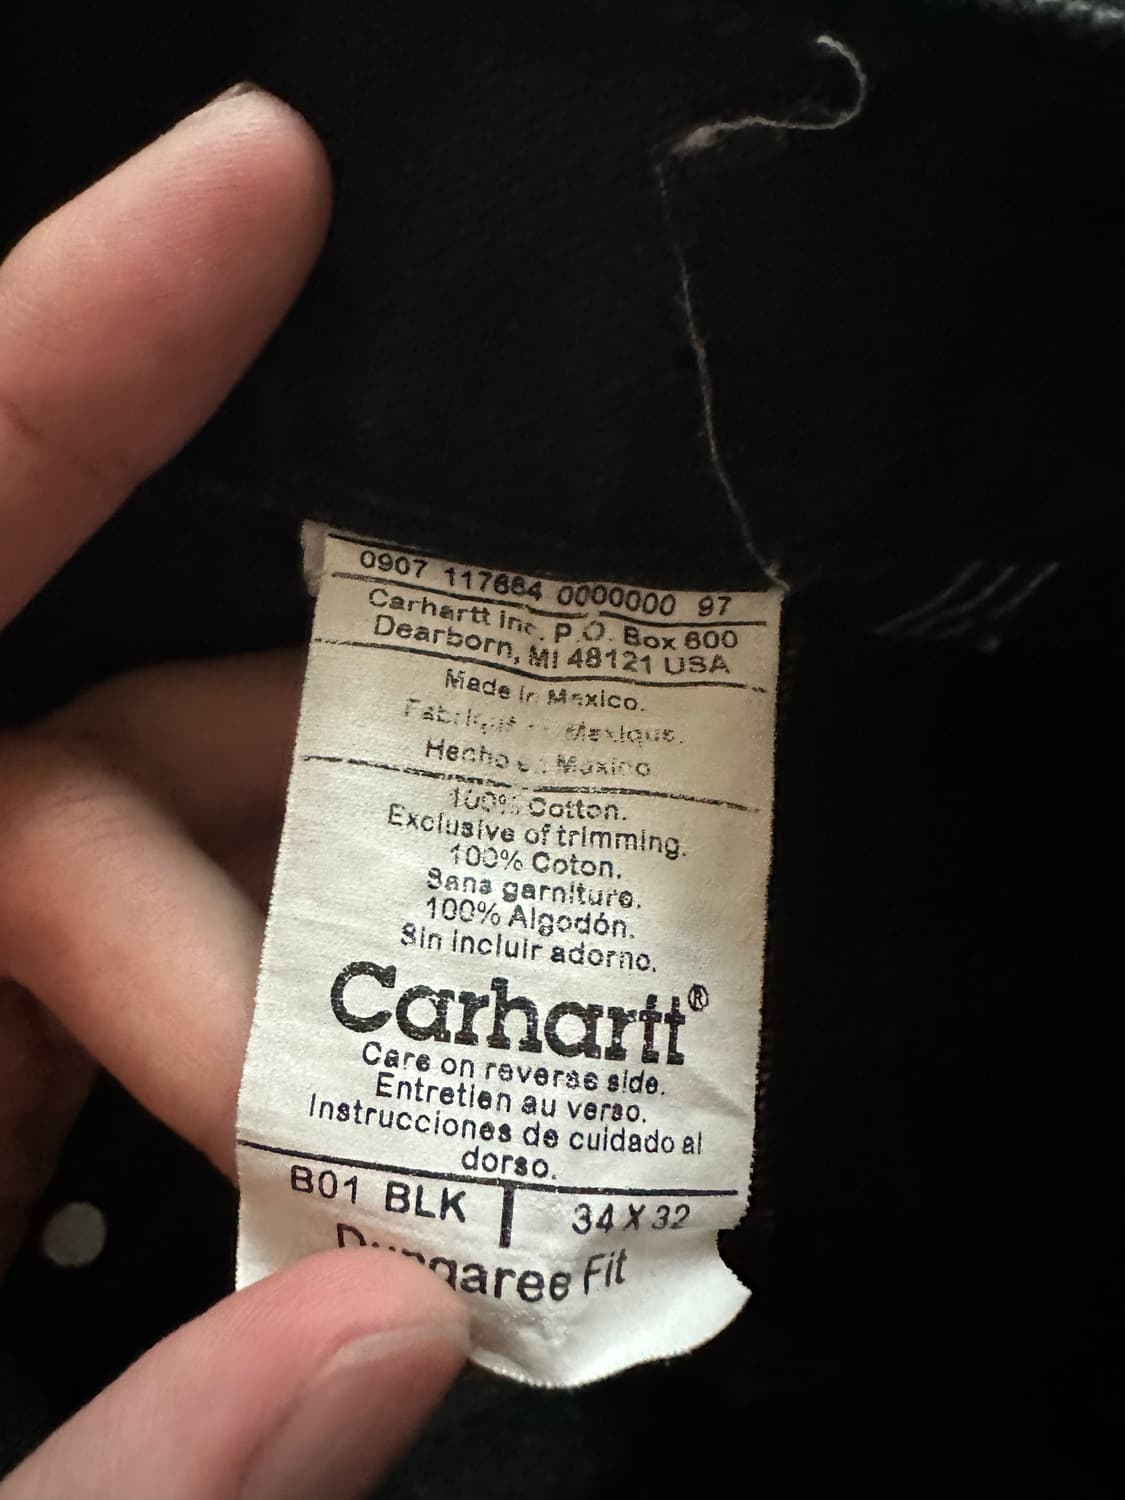 0907 117664 0000000 97
Carhartt Inc. P.O. Box 600
Dearborn, MI 48121 USA
Made in Mexico.
Mexique.
Hecho Mexico
100% Cotton.
Exclusive of trimming.
100% Coton.
Sans garniture.
100% Algodón.
Sin incluir adorno.
Carhartt®
Care on reverse side.
Entretien au verso.
Instrucciones de cuidado al
dorso.
B01 BLK 34 X 32
Fit